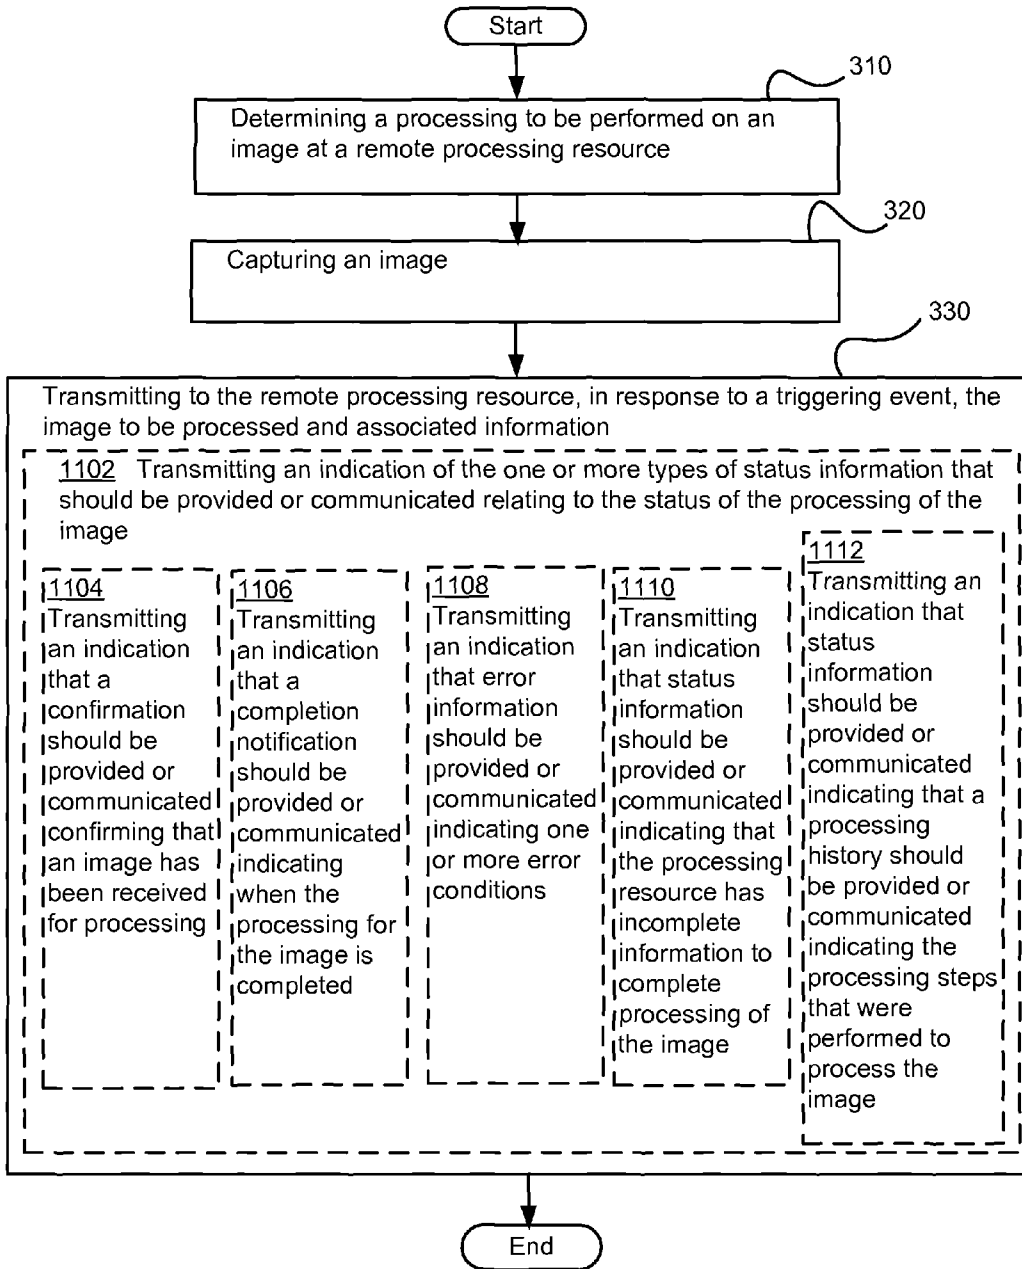 Start
310
Determining a processing to be performed on an
image at a remote processing resource
320
Capturing an image
330
Transmitting to the remote processing resource, in response to a triggering event, the
image to be processed and associated information
1102 Transmitting an indication of the one or more types of status information that
should be provided or communicated relating to the status of the processing of the
image
1104
Transmitting
an indication
that a
confirmation
should be
provided or
communicated
confirming that
an image has
been received
for processing
1106
Transmitting
an indication
that a
completion
notification
should be
provided or
communicated
indicating
when the
processing for
the image is
completed
1108
Transmitting
an indication
that error
information
should be
provided or
communicated
indicating one
or more error
conditions
1110
Transmitting
an indication
that status
information
should be
provided or
communicated
indicating that
the processing
resource has
incomplete
information to
complete
processing of
the image
1112
Transmitting an
indication that
status
information
should be
provided or
communicated
indicating that a
processing
history should
be provided or
communicated
indicating the
processing steps
that were
performed to
process the
image
End